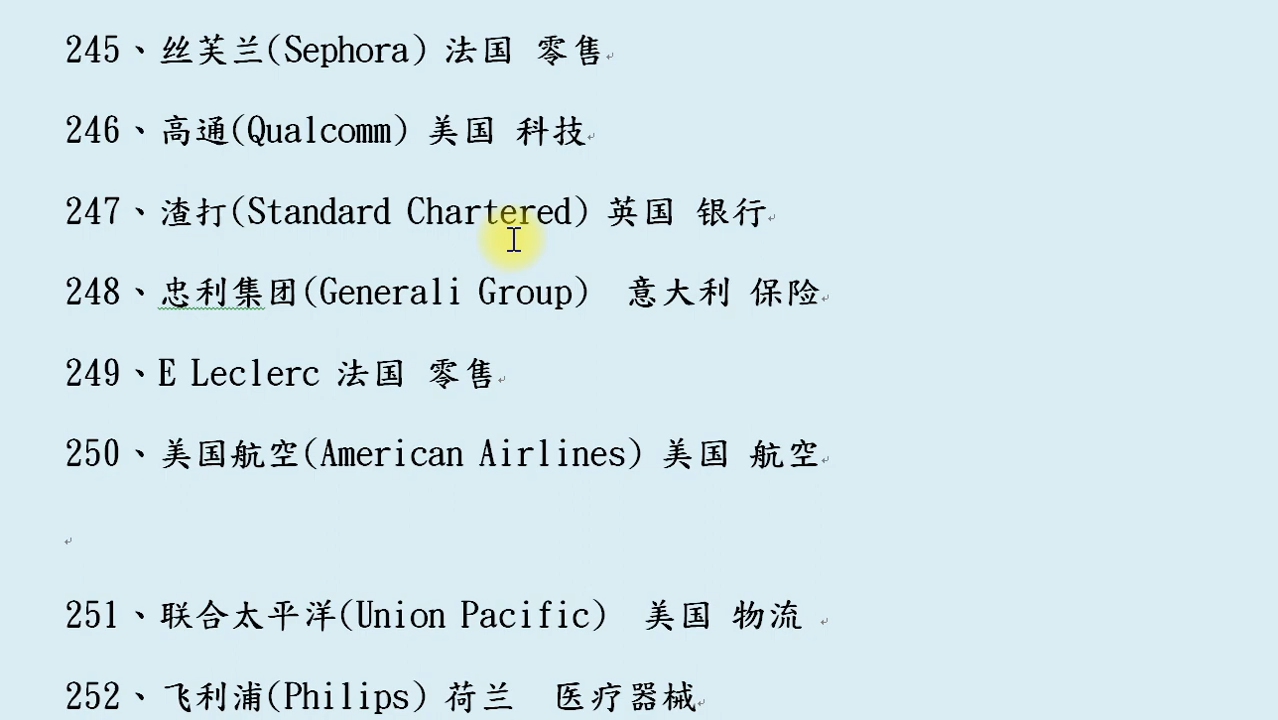 245、丝芙兰(Sephora) 法国 零售
246、高通(Qualcomm) 美国 科技
247、渣打(Standard Chartered) 英国 银行
248、忠利集团(Generali Group) 意大利 保险
249、E Leclerc 法国 零售
250、美国航空(American Airlines) 美国 航空
251、联合太平洋(Union Pacific) 美国 物流
252、飞利浦(Philips) 荷兰 医疗器械